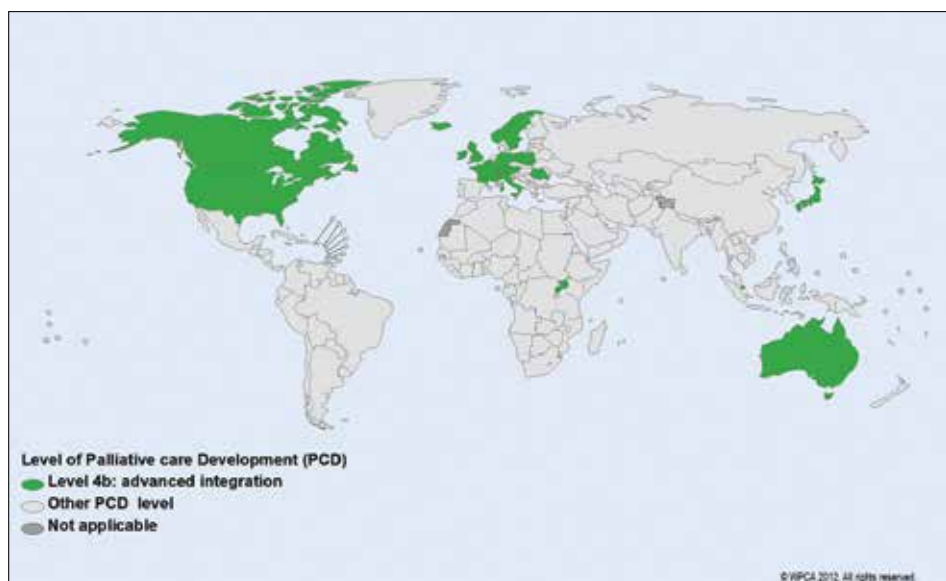 Level of Palliative care Development (PCD)
Level 4b: advanced integration
Other PCD level
Not applicable
© WPCA 2012. All rights reserved.